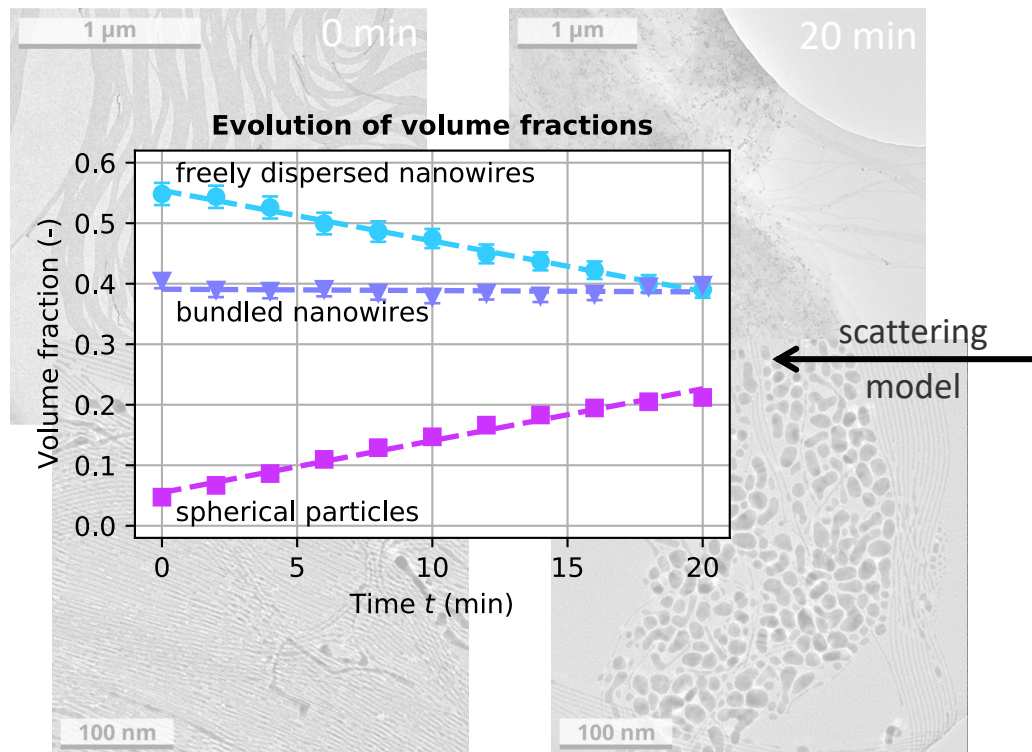 1 µm
0 min
1 µm
20 min
Evolution of volume fractions
Volume fraction (-)
0.6
0.5
0.4
0.3
0.2
0.1
0.0
freely dispersed nanowires
bundled nanowires
spherical particles
0
5
10
15
20
Time t (min)
scattering
model
100 nm
100 nm